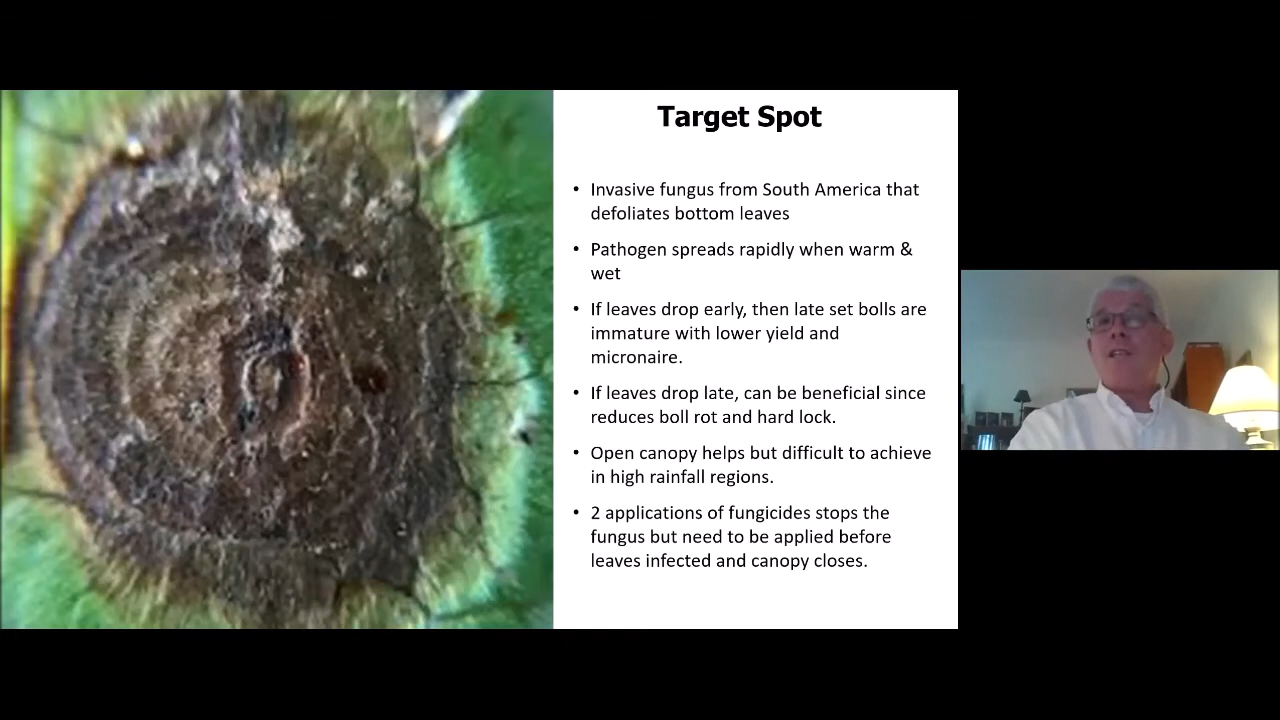 Target Spot
• Invasive fungus from South America that
defoliates bottom leaves
• Pathogen spreads rapidly when warm &
wet
• If leaves drop early, then late set bolls are
immature with lower yield and
micronaire.
• If leaves drop late, can be beneficial since
reduces boll rot and hard lock.
• Open canopy helps but difficult to achieve
in high rainfall regions.
• 2 applications of fungicides stops the
fungus but need to be applied before
leaves infected and canopy closes.